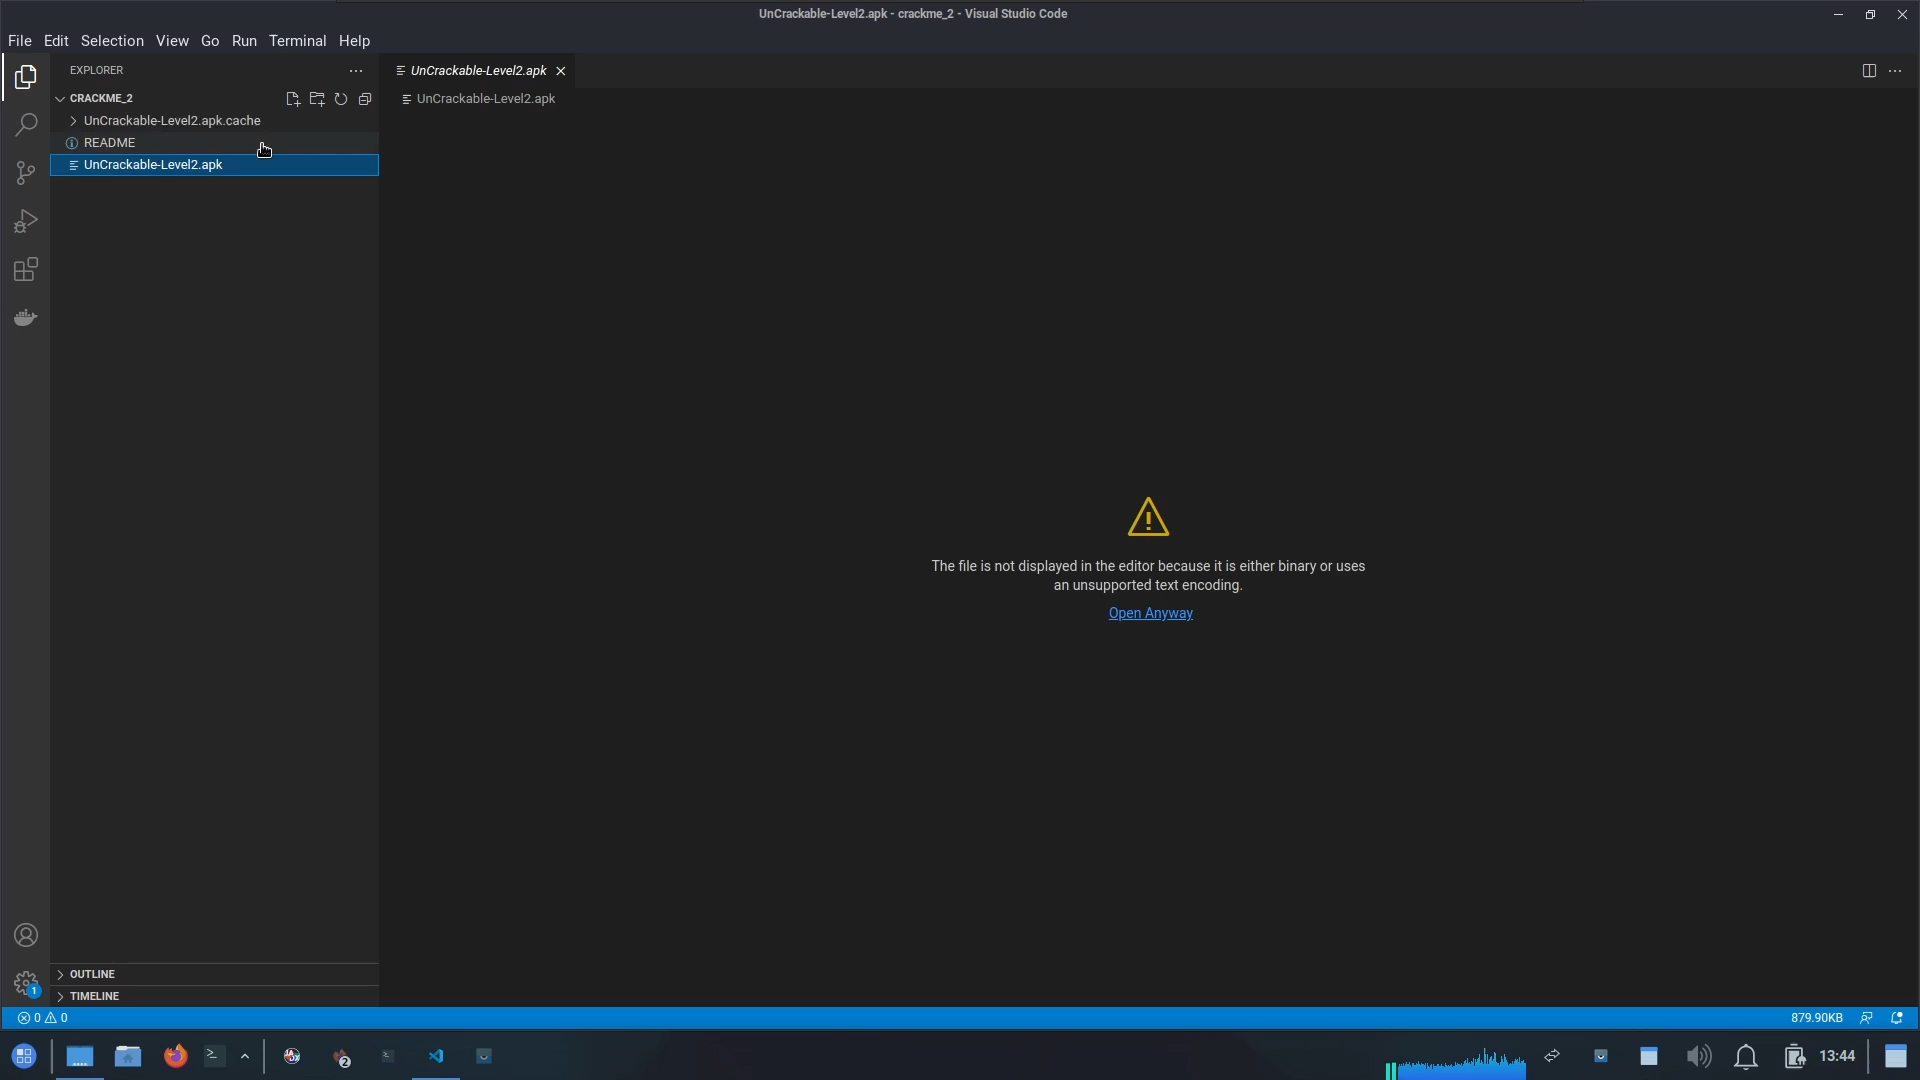 UnCrackable-Level2.apk - crackme_2 - Visual Studio Code
File Edit Selection View Go Run Terminal Help
EXPLORER
UnCrackable-Level2.apk
CRACKME_2
UnCrackable-Level2.apk
UnCrackable-Level2.apk.cache
README
UnCrackable-Level2.apk
The file is not displayed in the editor because it is either binary or uses
an unsupported text encoding.
Open Anyway
OUTLINE
1
TIMELINE
0 0
879.90KB
2
13:44